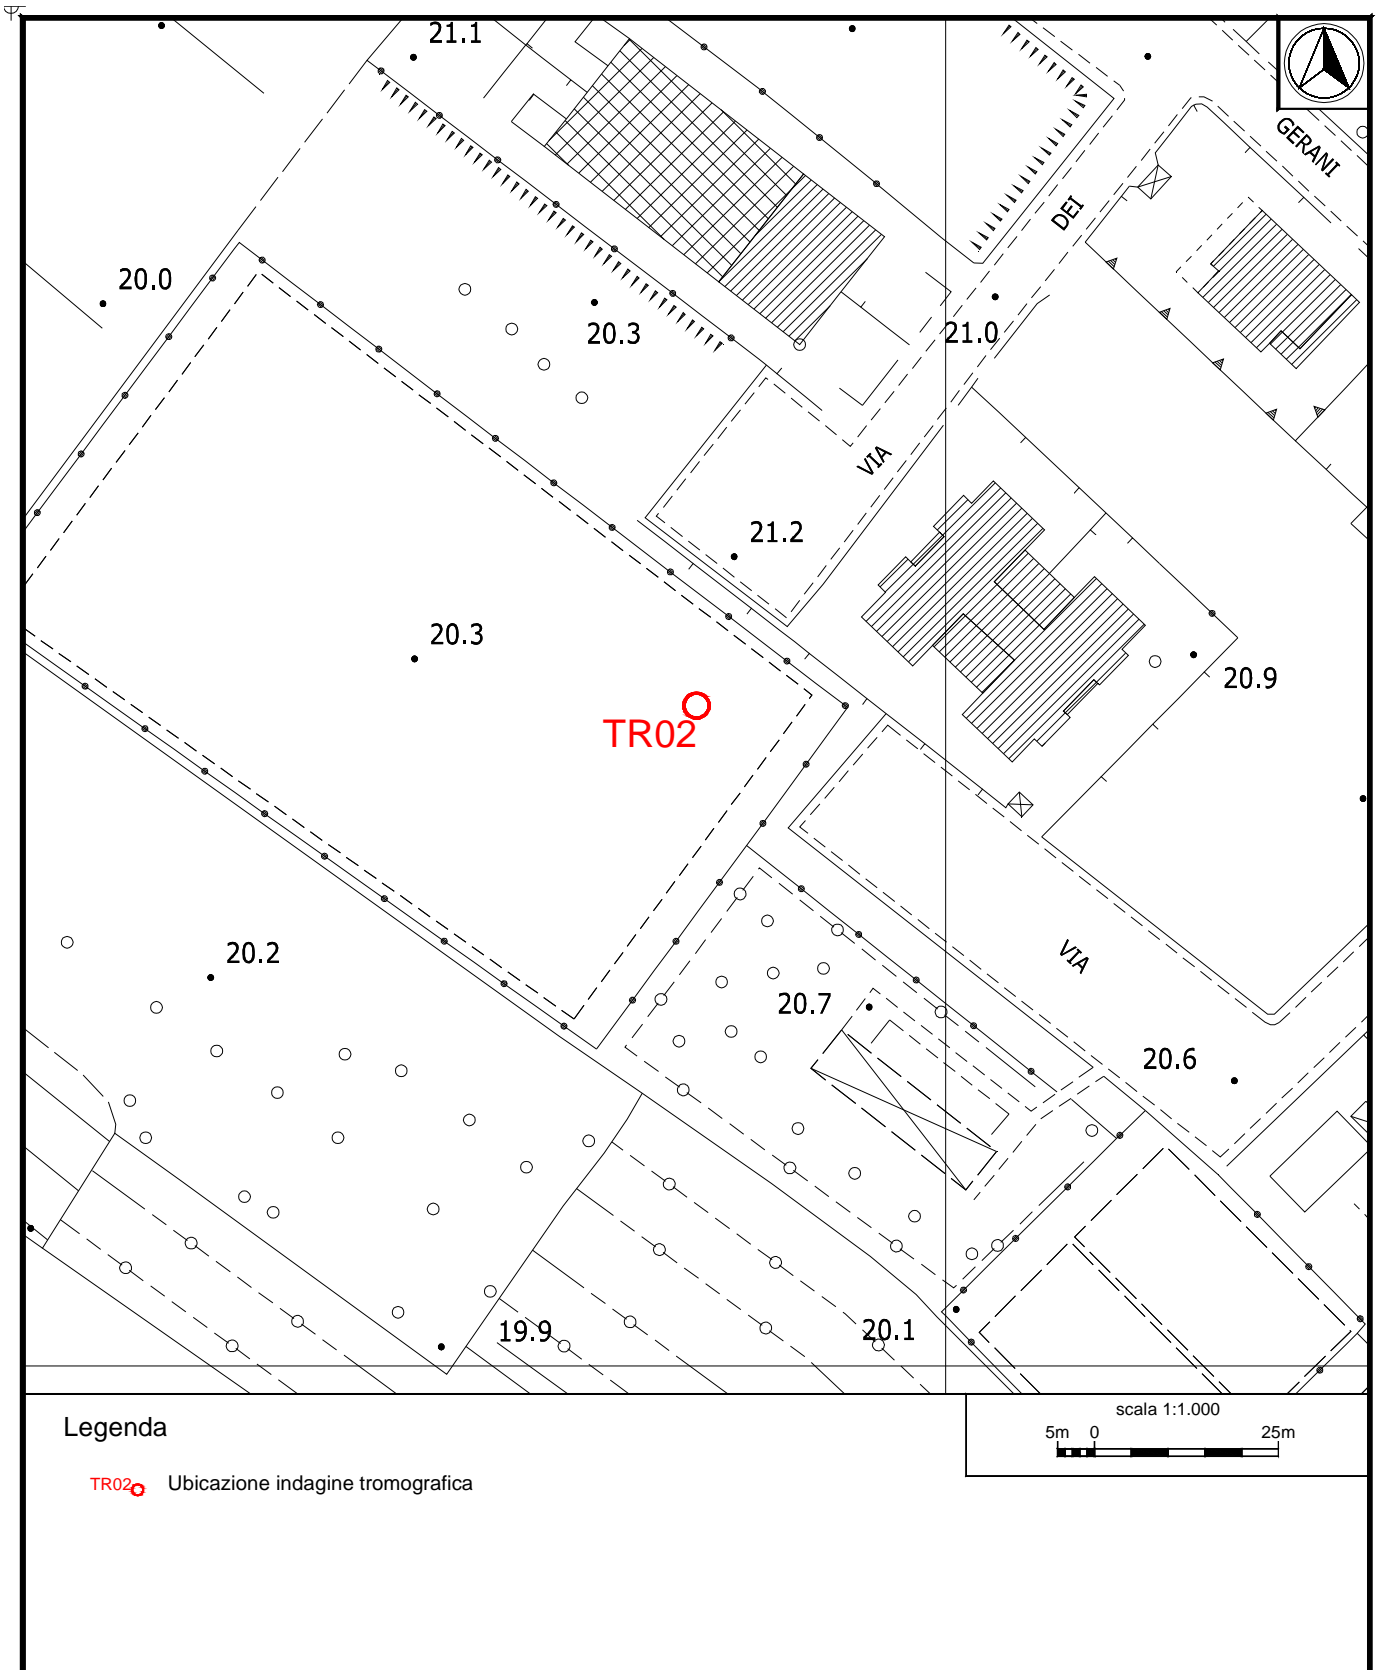 21.1
GERANI
DEI
20.0
20.3
21.0
VIA
21.2
20.3
20.9
TR02
20.2
VIA
20.7
20.6
19.9
20.1
Legenda
scala 1:1.000
5m 0 25m
TR02 Ubicazione indagine tromografica